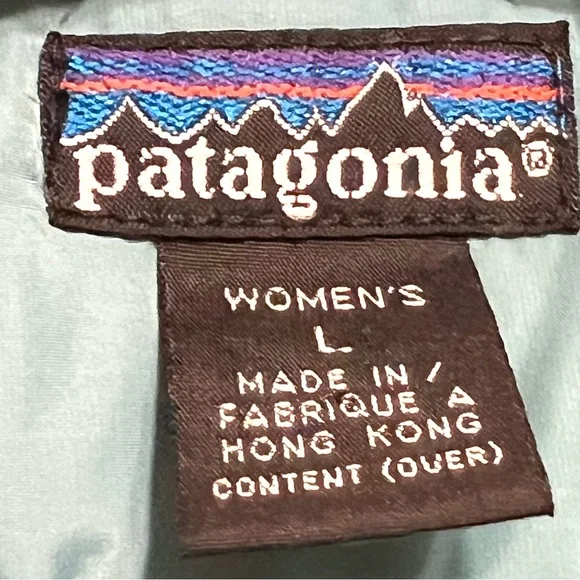 patagonia®
WOMEN'S
L
MADE IN /
FABRIQUE A
HONG KONG
CONTENT (OVER)